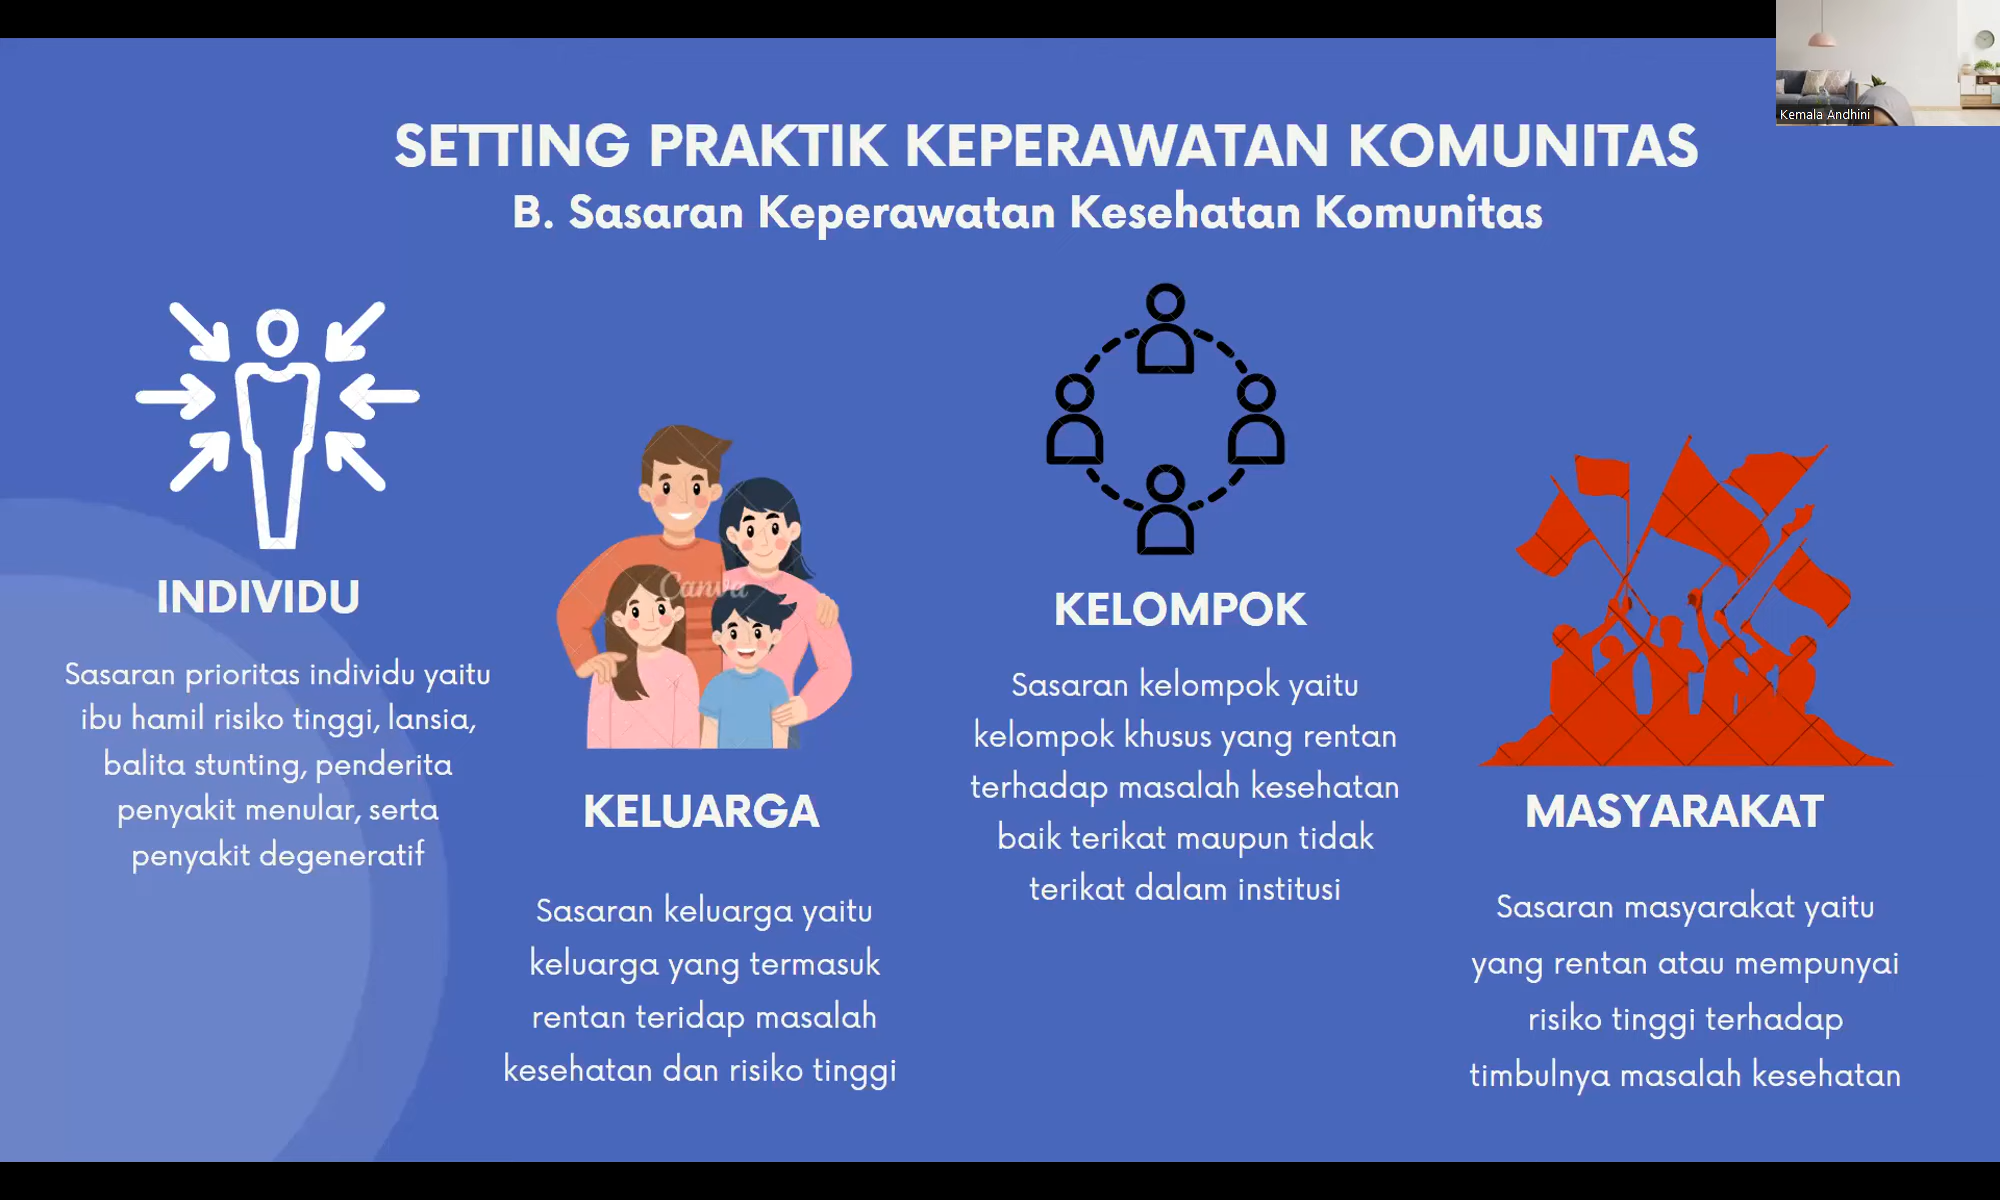 Kemala Andhini
SETTING PRAKTIK KEPERAWATAN KOMUNITAS
B. Sasaran Keperawatan Kesehatan Komunitas
INDIVIDU
Sasaran prioritas individu yaitu
ibu hamil risiko tinggi, lansia,
balita stunting, penderita
penyakit menular, serta
penyakit degeneratif
Canva
KELUARGA
Sasaran keluarga yaitu
keluarga yang termasuk
rentan teridap masalah
kesehatan dan risiko tinggi
KELOMPOK
Sasaran kelompok yaitu
kelompok khusus yang rentan
terhadap masalah kesehatan
baik terikat maupun tidak
terikat dalam institusi
MASYARAKAT
Sasaran masyarakat yaitu
yang rentan atau mempunyai
risiko tinggi terhadap
timbulnya masalah kesehatan